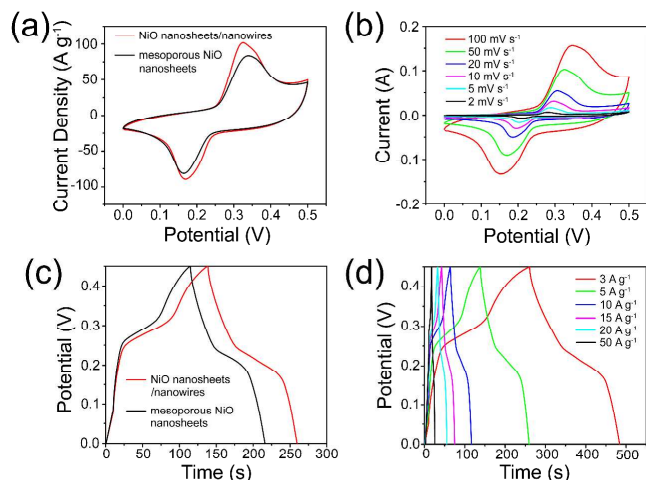 (a)
NiO nanosheets/nanowires
mesoporous NiO
nanosheets
Current Density (A g-1)
100
50
0
-50
-100
0.0 0.1 0.2 0.3 0.4 0.5
Potential (V)
(b)
100 mV s-1
50 mV s-1
20 mV s-1
10 mV o-1
5 mV s-1
2 mV s-1
Current (A)
0.2
0.1
0.0
0.1
-0.2
0.0 0.1 0.2 0.3 0.4 0.5
Potential (V)
(c)
Potential (V)
0.4
0.3
0.2
0.1
0.0
NiO nanosheets
/nanowires
mesoporous NiO
nanosheets
0 50 100 150 200 250 300
Time (s)
(d)
Potential (V)
0.4
0.3
0.2
0.1
0.0
3 A g-1
5 A g-1
10 A g-1
15 A g-1
20 A g-1
50 A g-1
0 100 200 300 400 500
Time (s)